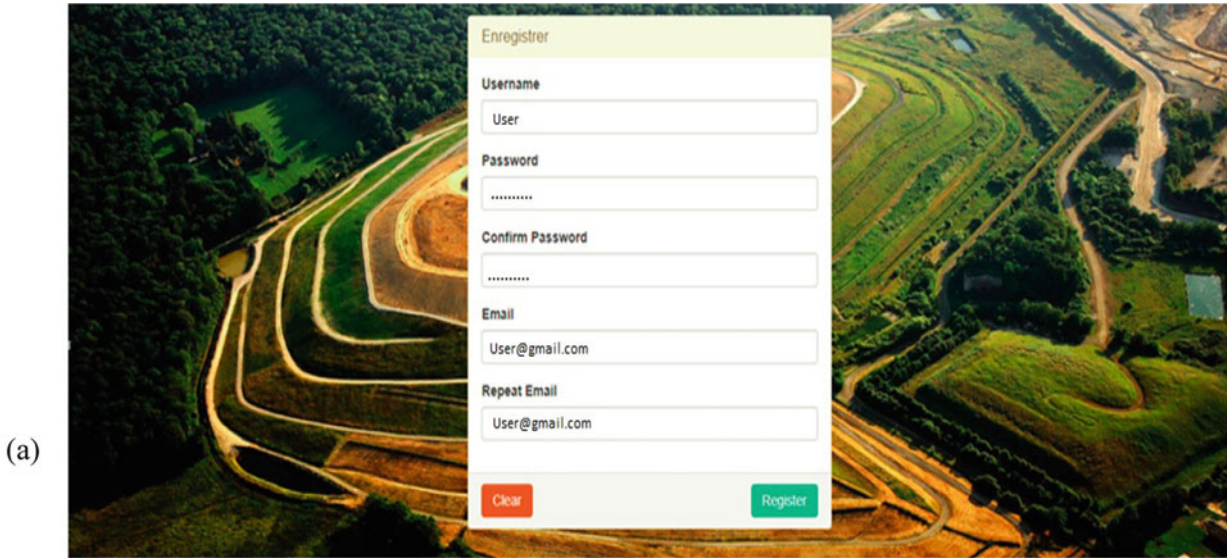 Enregistrer
Username
User
Password
..........
Confirm Password
..........
Email
User@gmail.com
Repeat Email
User@gmail.com
(a)
Clear Register